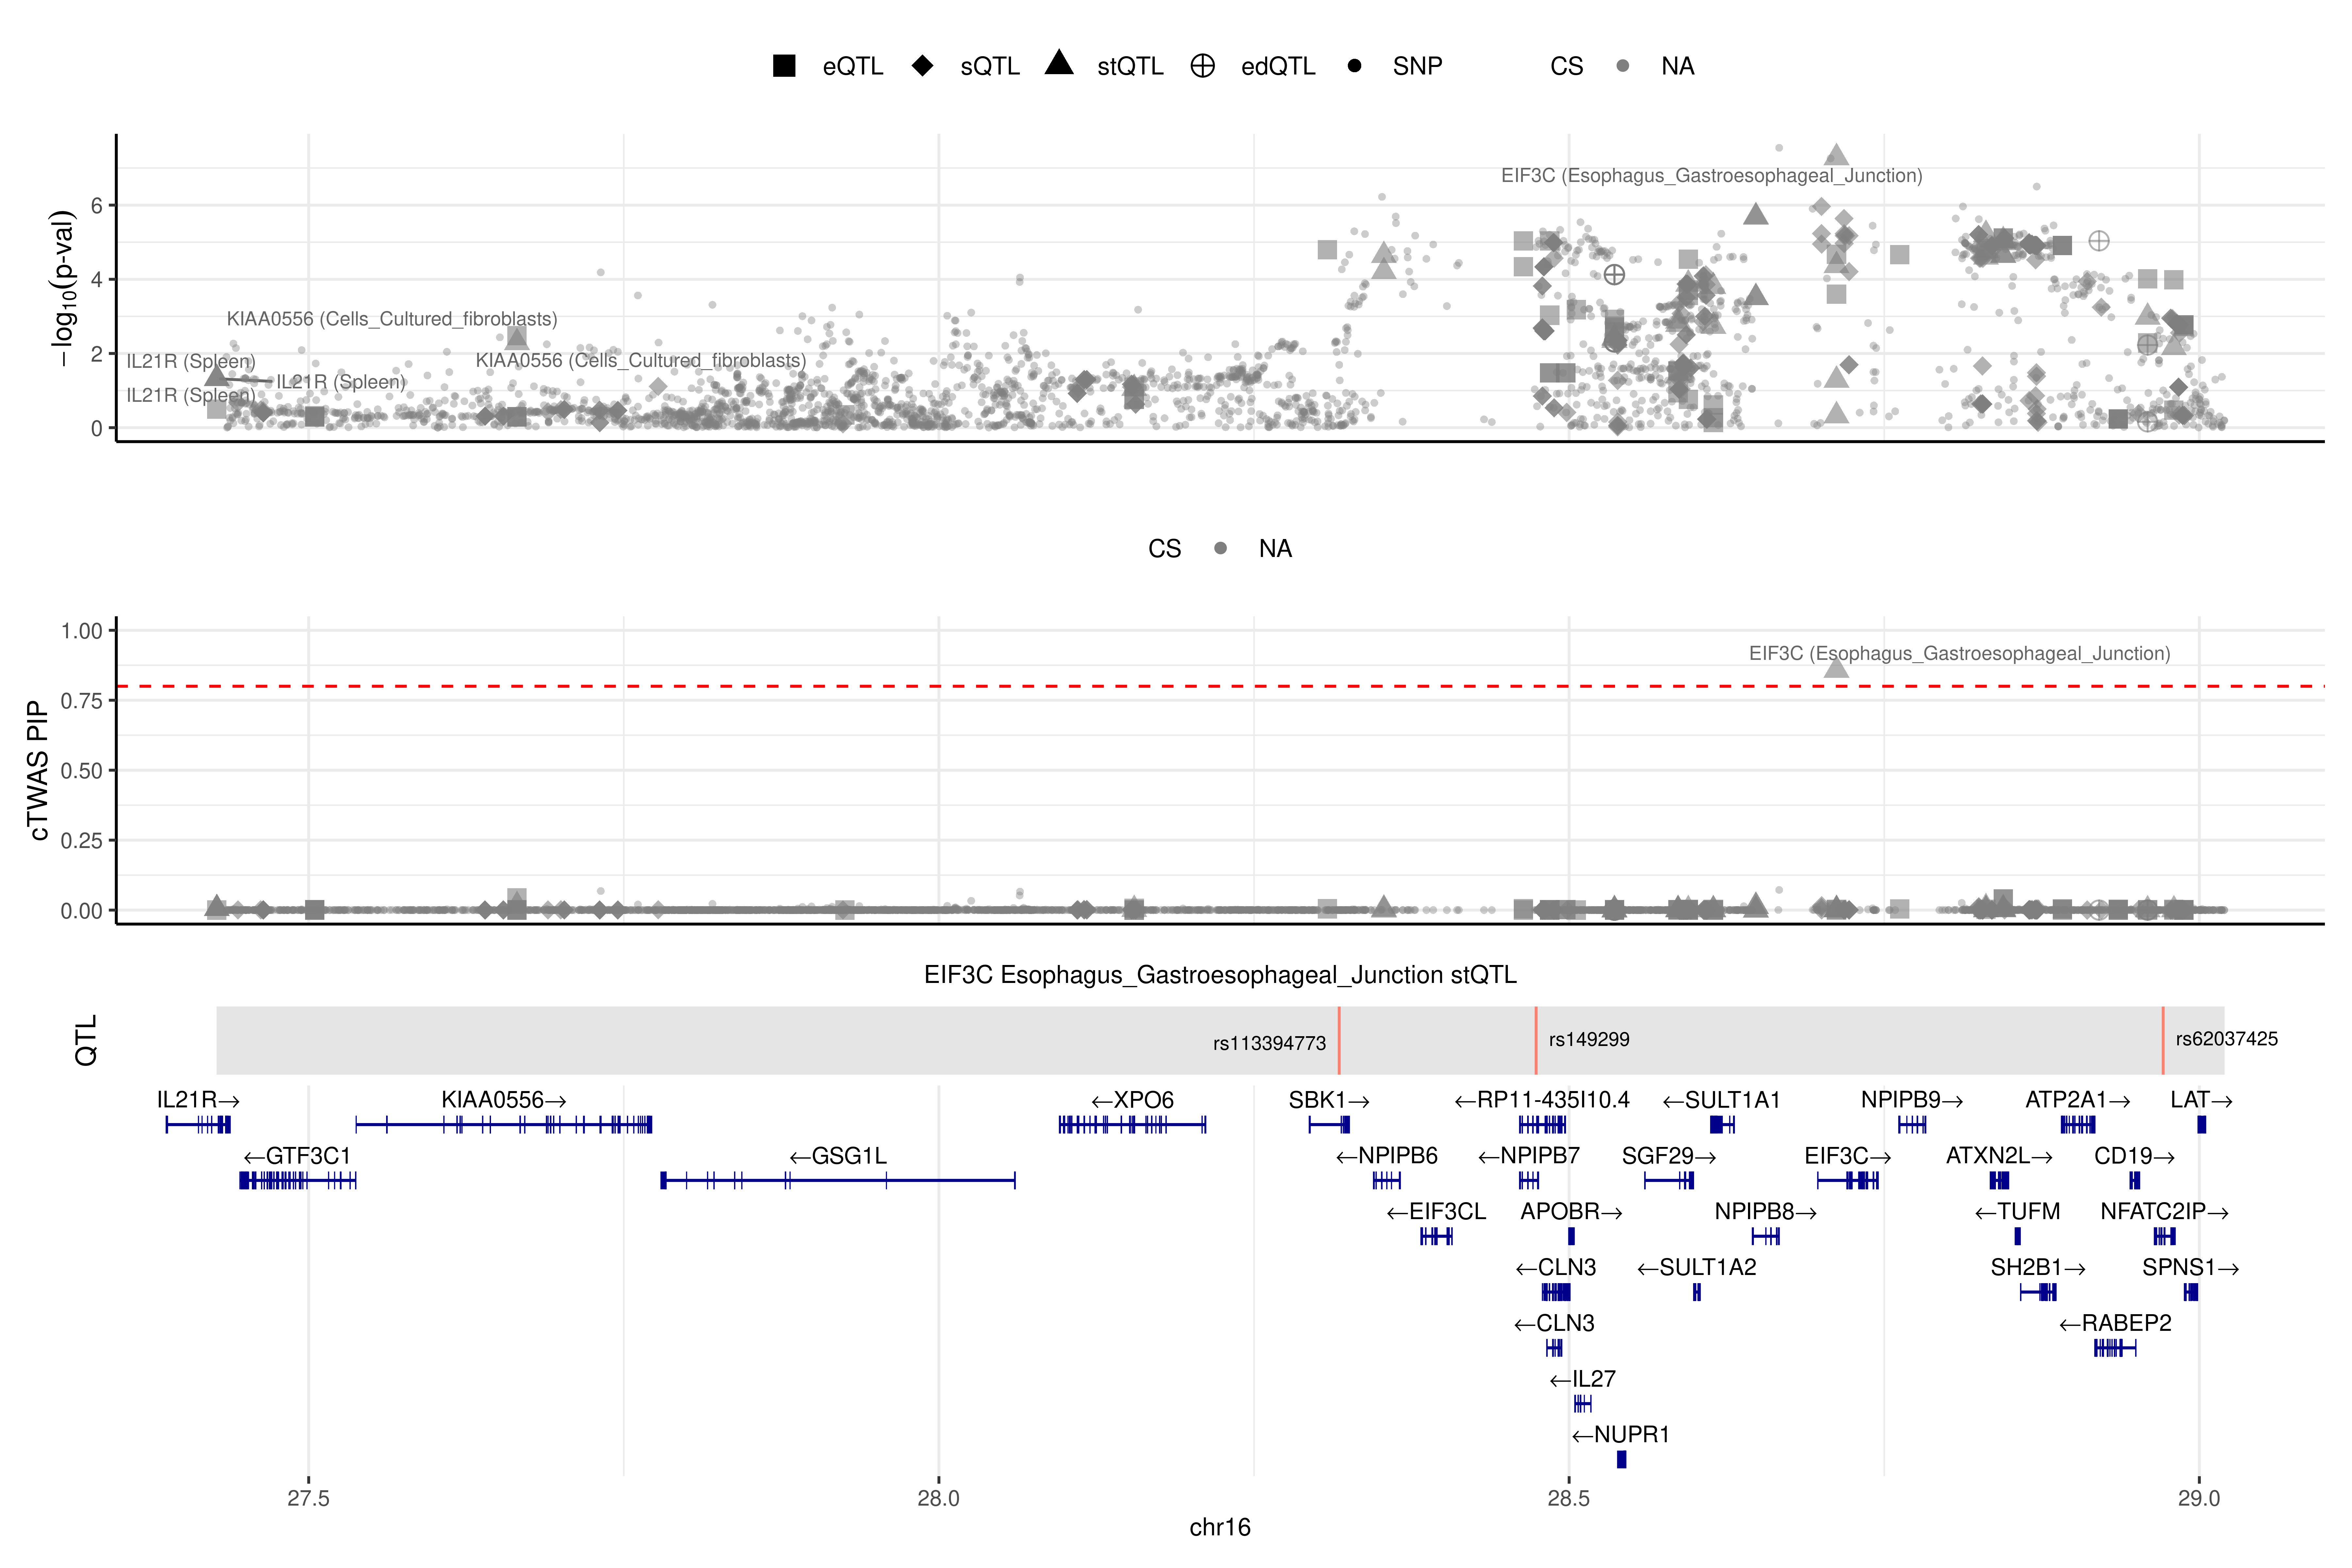 eQTL sQTL stQTL edQTL SNP CS NA
−log10(p-val)
6
4
2
0
EIF3C (Esophagus_Gastroesophageal_Junction)
KIAA0556 (Cells_Cultured_fibroblasts)
IL21R (Spleen)
KIAA0556 (Cells_Cultured_fibroblasts)
IL21R (Spleen)
IL21R (Spleen)
CS NA
cTWAS PIP
1.00
0.75
0.50
0.25
0.00
EIF3C (Esophagus_Gastroesophageal_Junction)
EIF3C Esophagus_Gastroesophageal_Junction stQTL
QTL
rs113394773 rs149299 rs62037425
IL21R→ KIAA0556→ ←XPO6 SBK1→ ←RP11-435I10.4 ←SULT1A1 NPIPB9→ ATP2A1→ LAT→
←GTF3C1 ←GSG1L ←NPIPB6 ←NPIPB7 SGF29→ EIF3C→ ATXN2L→ CD19→
←EIF3CL APOBR→ NPIPB8→ ←TUFM NFATC2IP→
←CLN3 ←SULT1A2 SH2B1→ SPNS1→
←CLN3 ←RABEP2
←IL27
←NUPR1
27.5 28.0 28.5 29.0
chr16